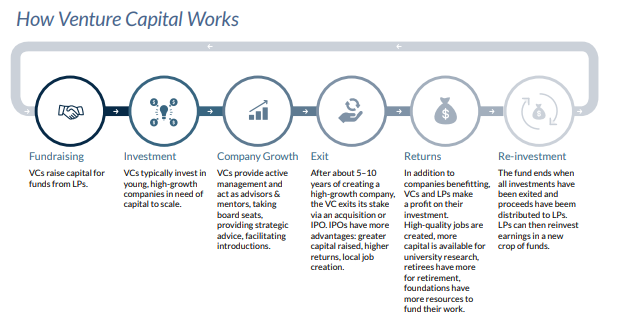 How Venture Capital Works
Fundraising
VCs raise capital for
funds from LPs.
Investment
VCs typically invest in
young, high-growth
companies in need of
capital to scale.
Company Growth
VCs provide active
management and
act as advisors &
mentors, taking
board seats,
providing strategic
advice, facilitating
introductions.
Exit
After about 5–10
years of creating a
high-growth company,
the VC exits its stake
via an acquisition or
IPO. IPOs have more
advantages: greater
capital raised, higher
returns, local job
creation.
Returns
In addition to
companies benefitting,
VCs and LPs make
a profit on their
investment.
High-quality jobs are
created, more
capital is available for
university research,
retirees have more
for retirement,
foundations have
more resources to
fund their work.
Re-investment
The fund ends when
all investments have
been exited and
proceeds have been
distributed to LPs.
LPs can then reinvest
earnings in a new
crop of funds.